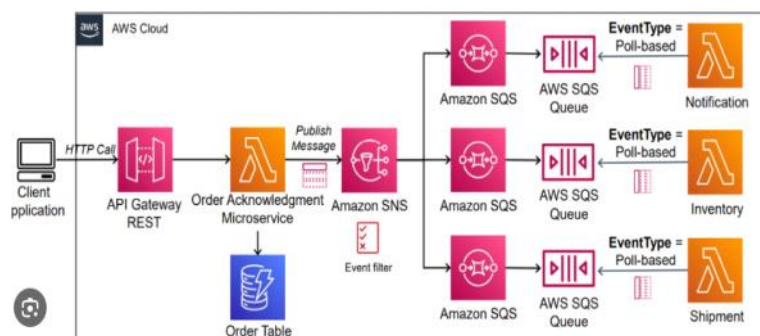 aws
AWS Cloud
Client
pplication
HTTP Call
API Gateway
REST
Order Acknowledgment
Microservice
Order Table
Publish
Message
Amazon SNS
Event filter
Amazon SQS
AWS SQS
Queue
EventType =
Poll-based
Notification
Amazon SQS
AWS SQS
Queue
EventType =
Poll-based
Inventory
Amazon SQS
AWS SQS
Queue
EventType =
Poll-based
Shipment